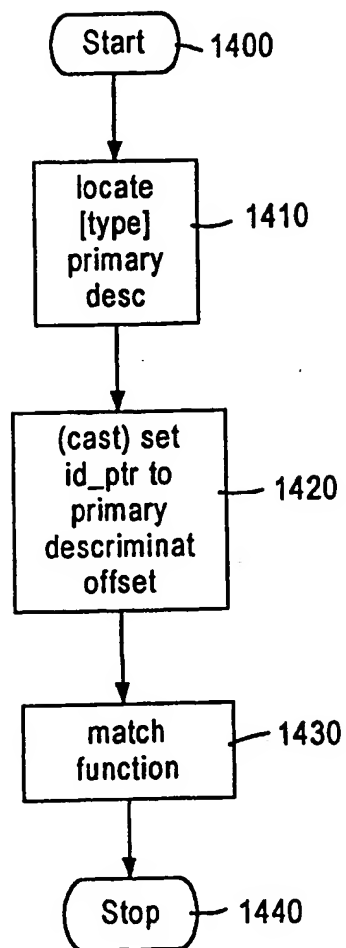 Start
1400
locate
[type]
primary
desc
1410
(cast) set
id_ptr to
primary
descriminat
offset
1420
match
function
1430
Stop
1440